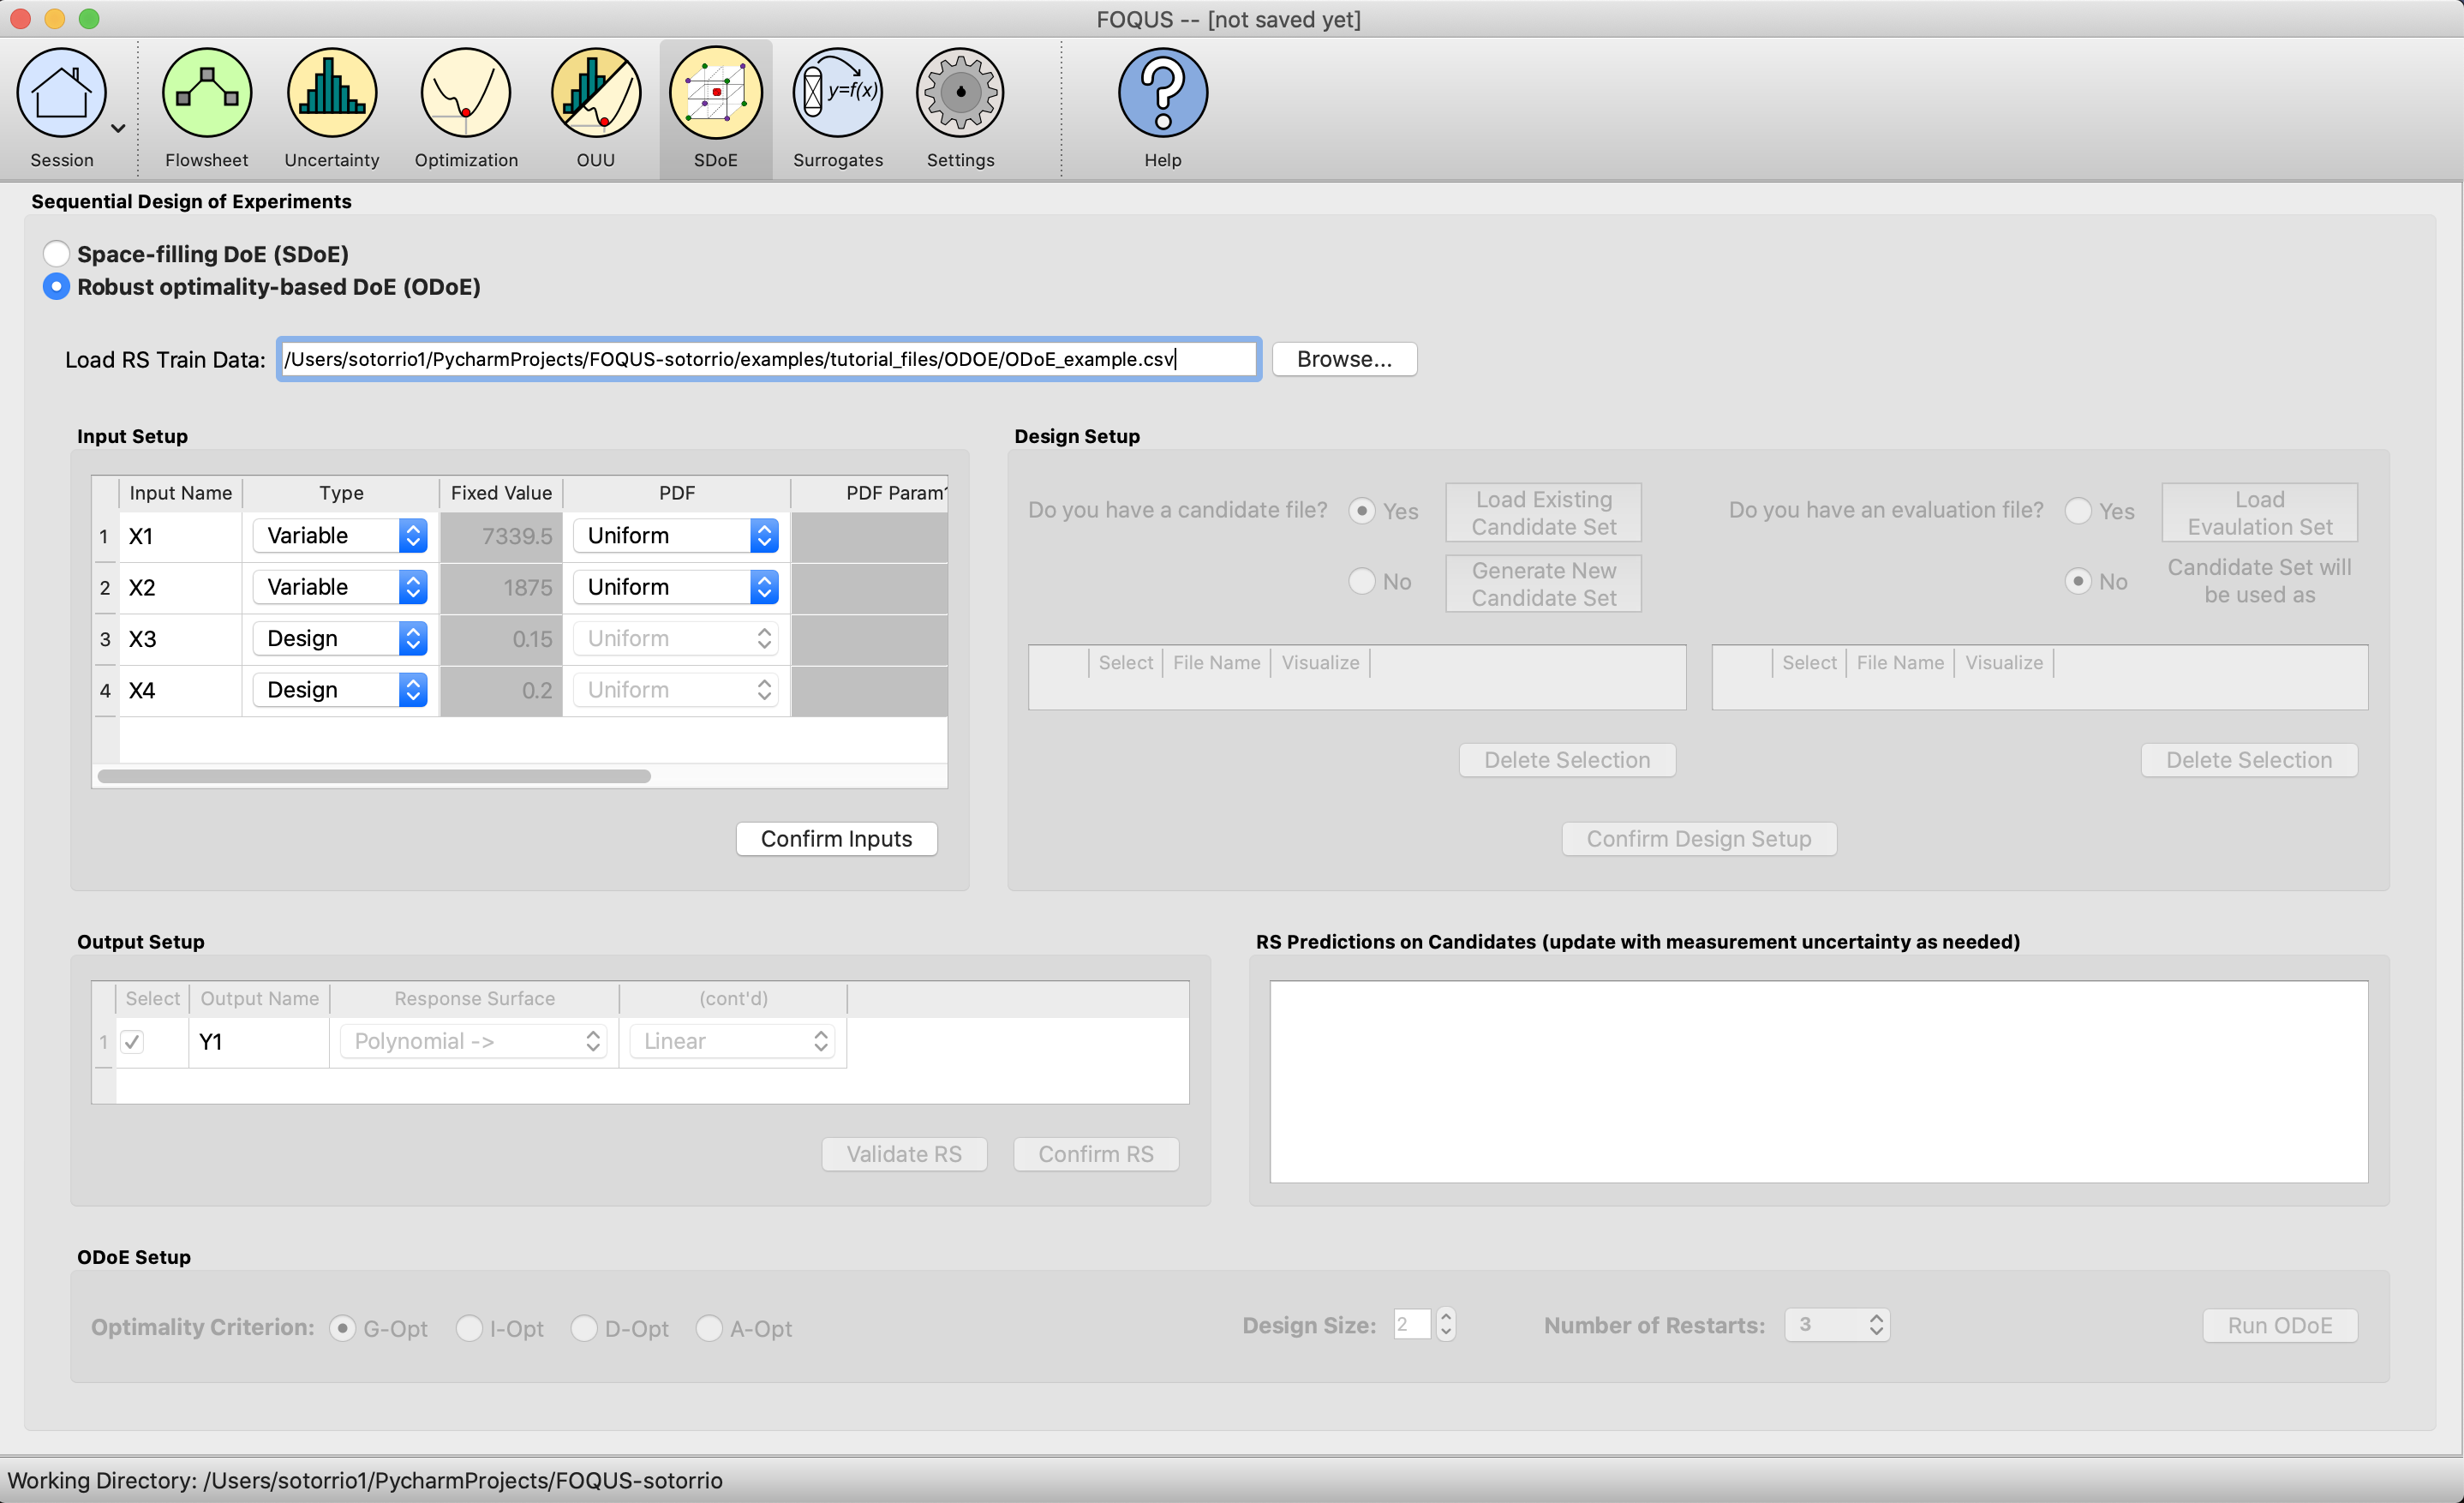 FOQUS -- [not saved yet]
Session
Flowsheet
Uncertainty
Optimization
OUU
SDoE
y=f(x)
Surrogates
Settings
Help
Sequential Design of Experiments
Space-filling DoE (SDoE)
Robust optimality-based DoE (ODoE)
Load RS Train Data: /Users/sotorrio1/PycharmProjects/FOQUS-sotorrio/examples/tutorial_files/ODOE/ODoE_example.csv Browse...
Input Setup
Input Name Type Fixed Value PDF PDF Param1
1 X1 Variable 7339.5 Uniform
2 X2 Variable 1875 Uniform
3 X3 Design 0.15 Uniform
4 X4 Design 0.2 Uniform
Confirm Inputs
Design Setup
Do you have a candidate file? Yes
Load Existing
Candidate Set
No
Generate New
Candidate Set
Do you have an evaluation file? Yes
Load
Evaulation Set
No
Candidate Set will
be used as
Select File Name Visualize
Select File Name Visualize
Delete Selection
Delete Selection
Confirm Design Setup
Output Setup
Select Output Name Response Surface (cont'd)
1 Y1 Polynomial -> Linear
Validate RS Confirm RS
RS Predictions on Candidates (update with measurement uncertainty as needed)
ODoE Setup
Optimality Criterion: G-Opt I-Opt D-Opt A-Opt Design Size: 2 Number of Restarts: 3 Run ODoE
Working Directory: /Users/sotorrio1/PycharmProjects/FOQUS-sotorrio